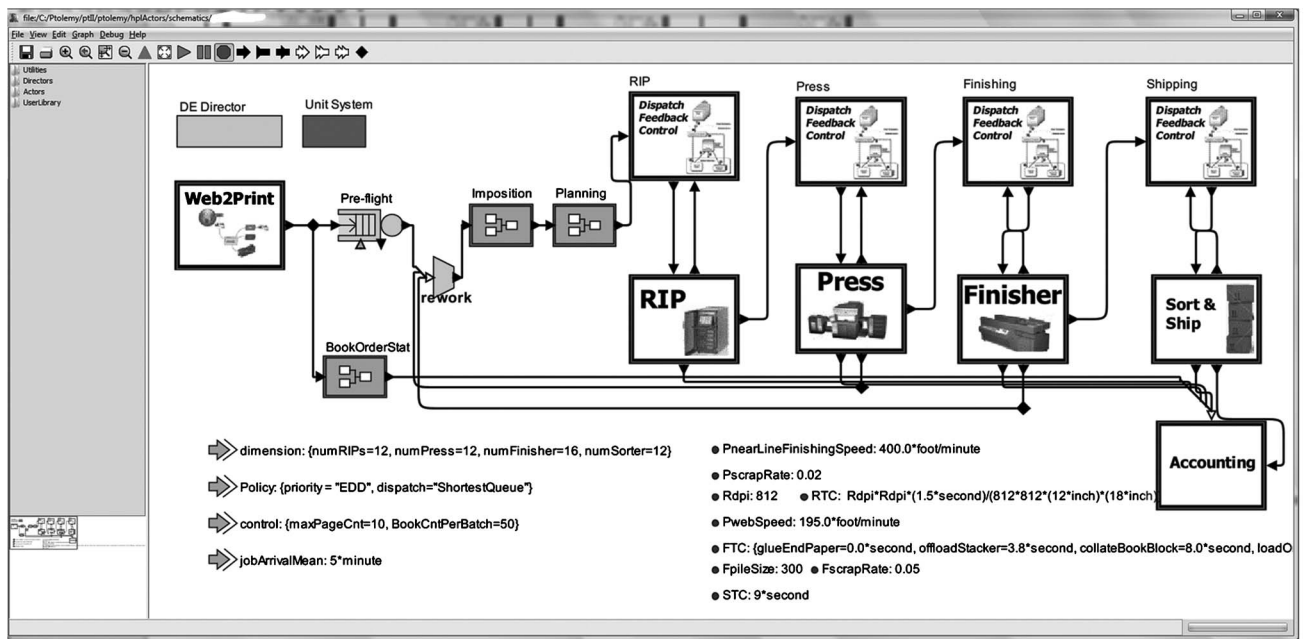 file:/C:/Ptolemy/ptII/ptolemy/hplActors/schematics/
File View Edit Graph Debug Help
Utilities
Directors
Actors
UserLibrary
DE Director
Unit System
RIP
Press
Finishing
Shipping
Dispatch
Feedback
Control
Dispatch
Feedback
Control
Dispatch
Feedback
Control
Dispatch
Feedback
Control
Web2Print
Pre-flight
Imposition
Planning
rework
RIP
Press
Finisher
Sort &
Ship
BookOrderStat
Accounting
dimension: {numRIPs=12, numPress=12, numFinisher=16, numSorter=12}
Policy: {priority = "EDD", dispatch="ShortestQueue"}
control: {maxPageCnt=10, BookCntPerBatch=50}
jobArrivalMean: 5*minute
PnearLineFinishingSpeed: 400.0*foot/minute
PscrapRate: 0.02
Rdpi: 812 RTC: Rdpi*Rdpi*(1.5*second)/(812*812*(12*inch)*(18*inch)
PwebSpeed: 195.0*foot/minute
FTC: {glueEndPaper=0.0*second, offloadStacker=3.8*second, collateBookBlock=8.0*second, loadO
FpileSize: 300 FscrapRate: 0.05
STC: 9*second